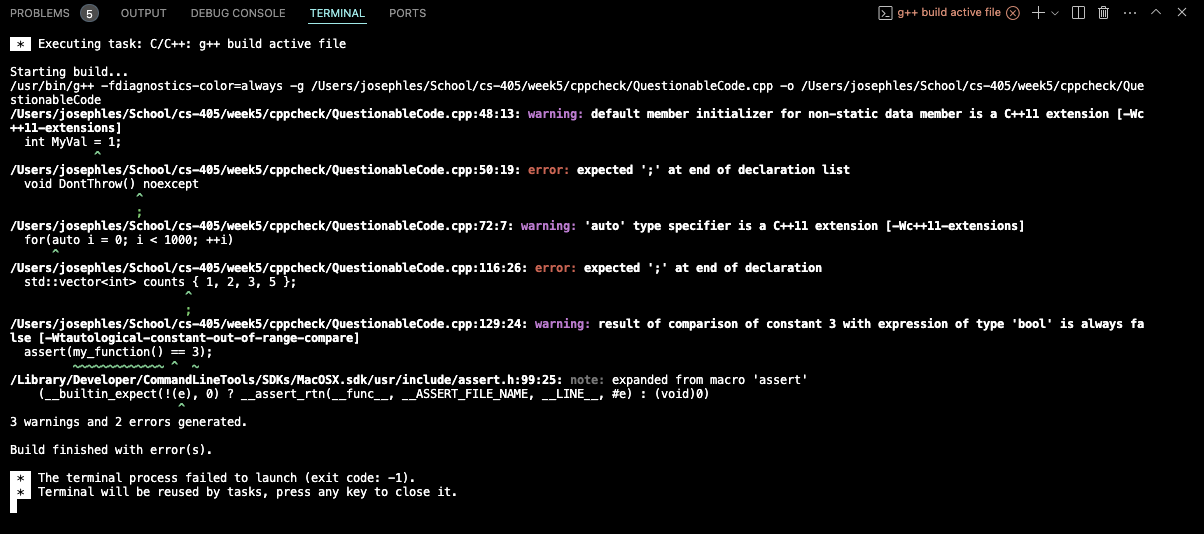 PROBLEMS 5 OUTPUT DEBUG CONSOLE TERMINAL PORTS g++ build active file
* Executing task: C/C++: g++ build active file
Starting build...
/usr/bin/g++ -fdiagnostics-color=always -g /Users/josephles/School/cs-405/week5/cppcheck/QuestionableCode.cpp -o /Users/josephles/School/cs-405/week5/cppcheck/Que
stionableCode
/Users/josephles/School/cs-405/week5/cppcheck/QuestionableCode.cpp:48:13: warning: default member initializer for non-static data member is a C++11 extension [-Wc
++11-extensions]
  int MyVal = 1;
            ^
/Users/josephles/School/cs-405/week5/cppcheck/QuestionableCode.cpp:50:19: error: expected ';' at end of declaration list
  void DontThrow() noexcept
                  ^
                  ;
/Users/josephles/School/cs-405/week5/cppcheck/QuestionableCode.cpp:72:7: warning: 'auto' type specifier is a C++11 extension [-Wc++11-extensions]
  for(auto i = 0; i < 1000; ++i)
      ^
/Users/josephles/School/cs-405/week5/cppcheck/QuestionableCode.cpp:116:26: error: expected ';' at end of declaration
  std::vector<int> counts { 1, 2, 3, 5 };
                         ^
                         ;
/Users/josephles/School/cs-405/week5/cppcheck/QuestionableCode.cpp:129:24: warning: result of comparison of constant 3 with expression of type 'bool' is always fa
lse [-Wtautological-constant-out-of-range-compare]
  assert(my_function() == 3);
         ~~~~~~~~~~~~~ ^  ~
/Library/Developer/CommandLineTools/SDKs/MacOSX.sdk/usr/include/assert.h:99:25: note: expanded from macro 'assert'
    (__builtin_expect(!(e), 0) ? __assert_rtn(__func__, __ASSERT_FILE_NAME, __LINE__, #e) : (void)0)
                        ^
3 warnings and 2 errors generated.
Build finished with error(s).
* The terminal process failed to launch (exit code: -1).
* Terminal will be reused by tasks, press any key to close it.